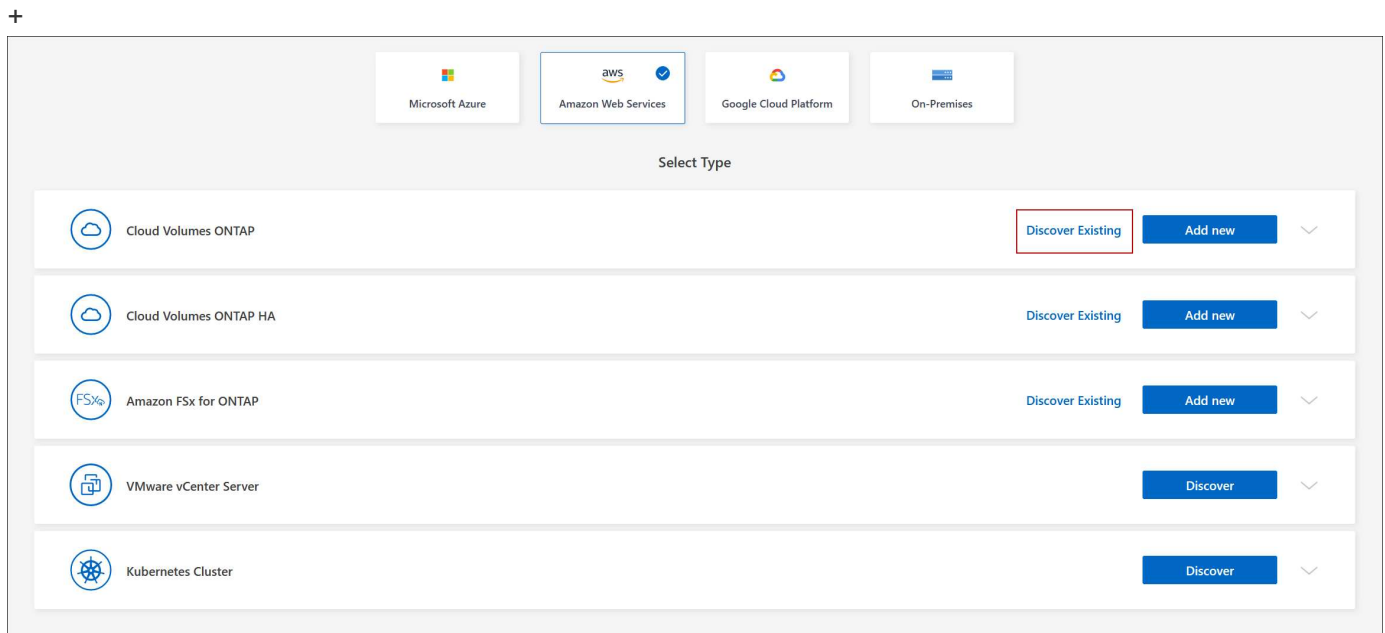 +
aws
Microsoft Azure
Amazon Web Services
Google Cloud Platform
On-Premises
Select Type
Cloud Volumes ONTAP
Discover Existing
Add new
Cloud Volumes ONTAP HA
Discover Existing
Add new
FSx
Amazon FSx for ONTAP
Discover Existing
Add new
VMware vCenter Server
Discover
Kubernetes Cluster
Discover